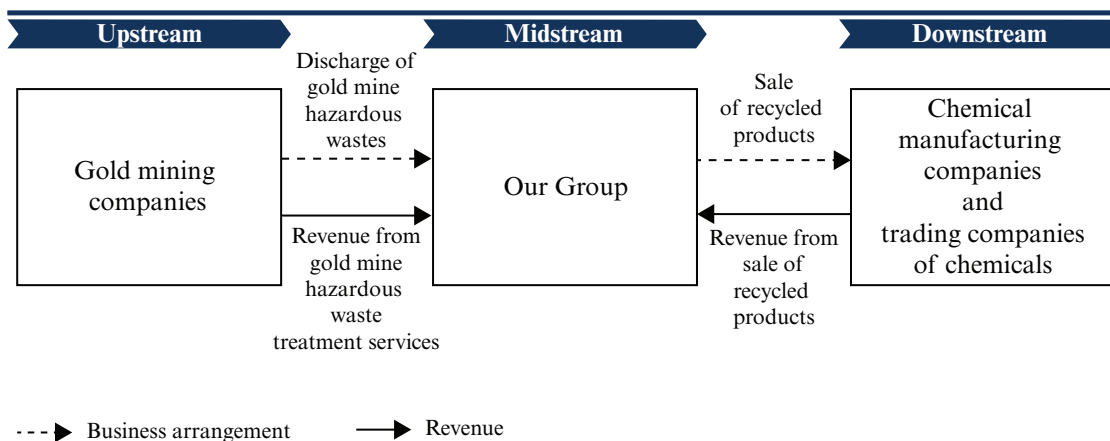 Upstream
Midstream
Downstream
Discharge of
gold mine
hazardous
wastes
Sale
of recycled
products
Gold mining
companies
Our Group
Chemical
manufacturing
companies
and
trading companies
of chemicals
Revenue from
gold mine
hazardous
waste
treatment services
Revenue from
sale of
recycled
products
Business arrangement
Revenue